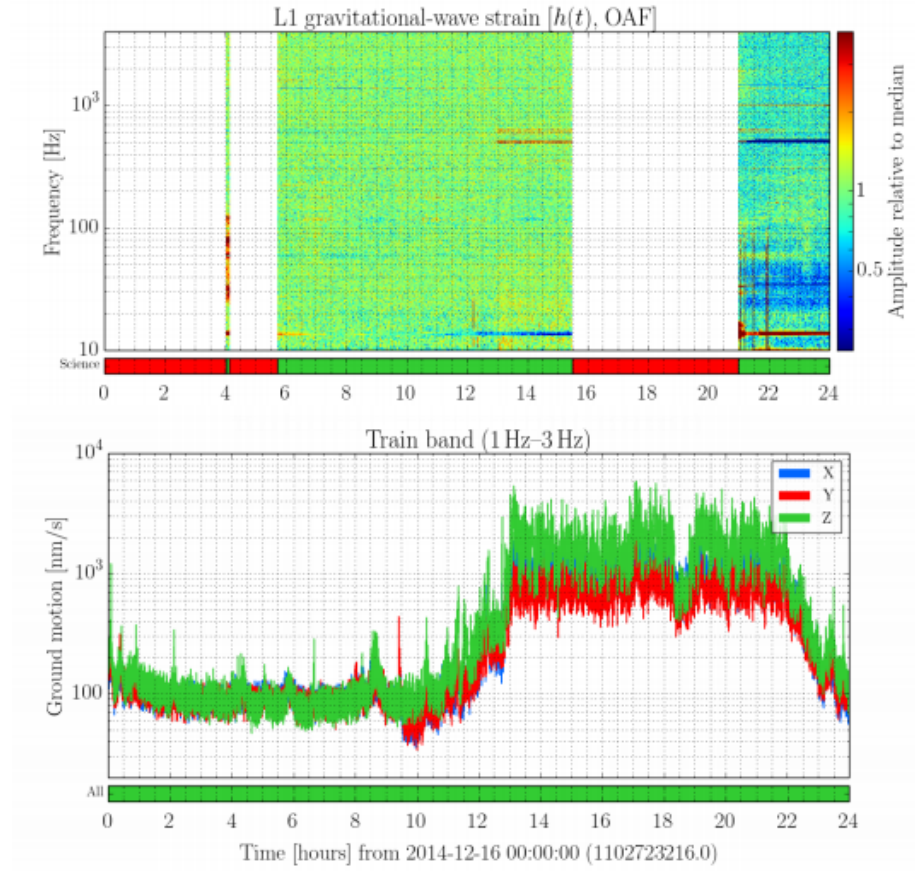 L1 gravitational-wave strain [h(t), OAF]
Frequency [Hz]
10³
100
10
Amplitude relative to median
1
0.5
Science
0 2 4 6 8 10 12 14 16 18 20 22 24
Train band (1 Hz–3 Hz)
Ground motion [nm/s]
10⁴
10³
100
X
Y
Z
All
0 2 4 6 8 10 12 14 16 18 20 22 24
Time [hours] from 2014-12-16 00:00:00 (1102723216.0)